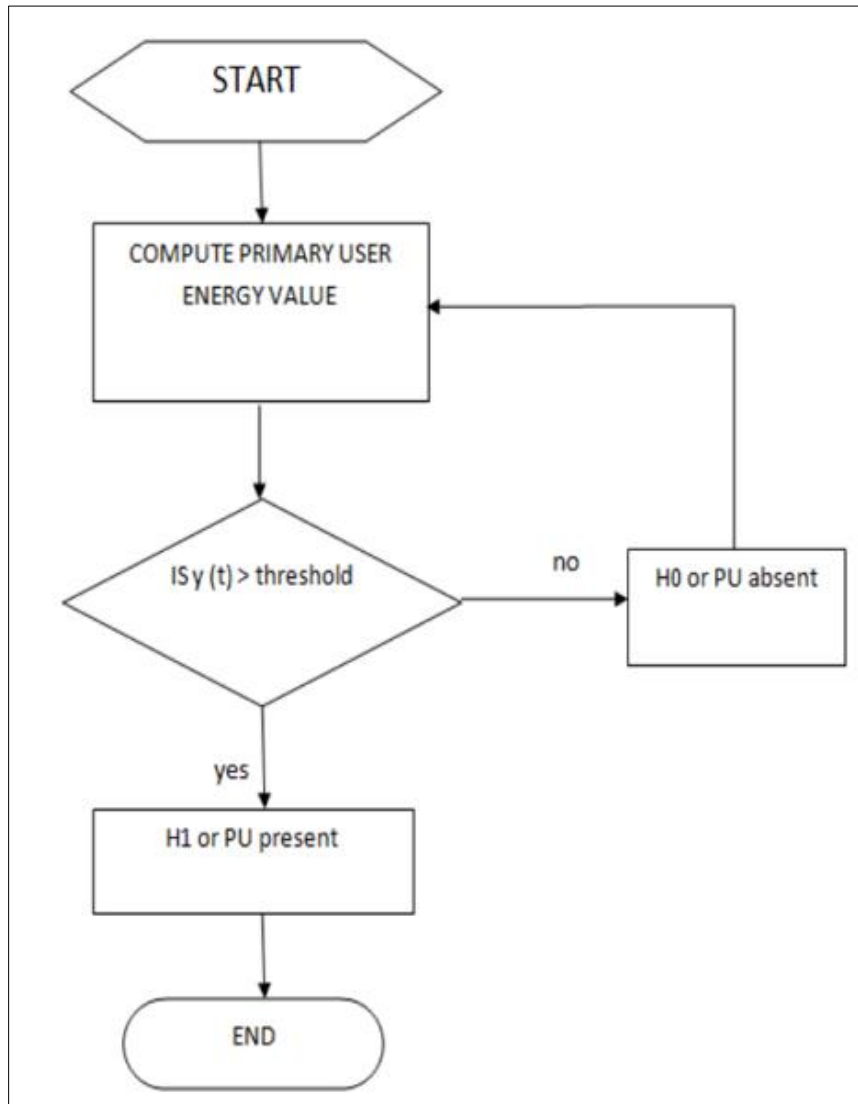 START
COMPUTE PRIMARY USER
ENERGY VALUE
IS y (t) > threshold
no
H0 or PU absent
yes
H1 or PU present
END